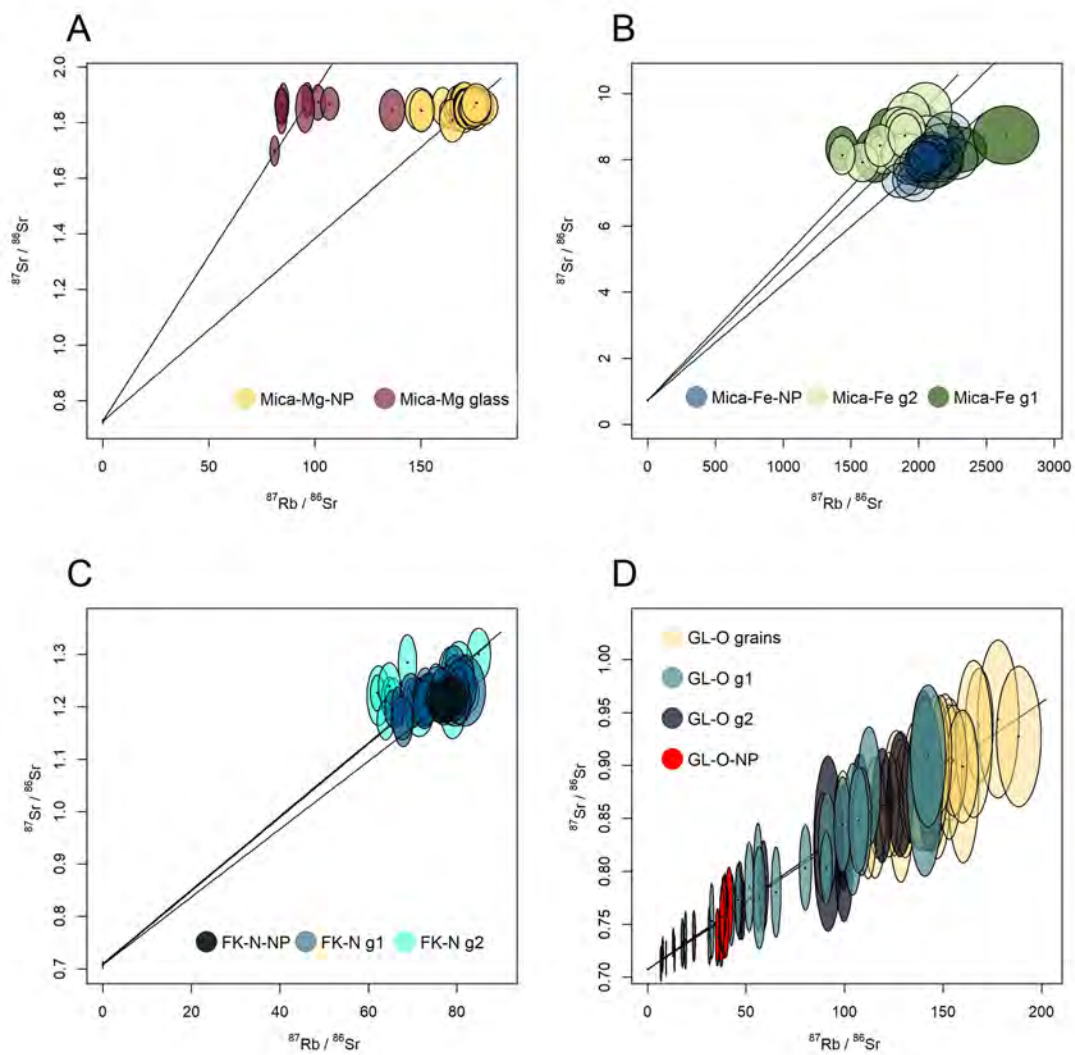 A
2.0
1.8
1.6
1.4
1.2
1.0
0.8
⁸⁷Sr / ⁸⁶Sr
Mica-Mg-NP Mica-Mg glass
0 50 100 150
⁸⁷Rb / ⁸⁶Sr
B
10
8
6
4
2
0
⁸⁷Sr / ⁸⁶Sr
Mica-Fe-NP Mica-Fe g2 Mica-Fe g1
0 500 1000 1500 2000 2500 3000
⁸⁷Rb / ⁸⁶Sr
C
1.3
1.2
1.1
1.0
0.9
0.8
0.7
⁸⁷Sr / ⁸⁶Sr
FK-N-NP FK-N g1 FK-N g2
0 20 40 60 80
⁸⁷Rb / ⁸⁶Sr
D
GL-O grains
GL-O g1
GL-O g2
GL-O-NP
1.00
0.95
0.90
0.85
0.80
0.75
0.70
⁸⁷Sr / ⁸⁶Sr
0 50 100 150 200
⁸⁷Rb / ⁸⁶Sr